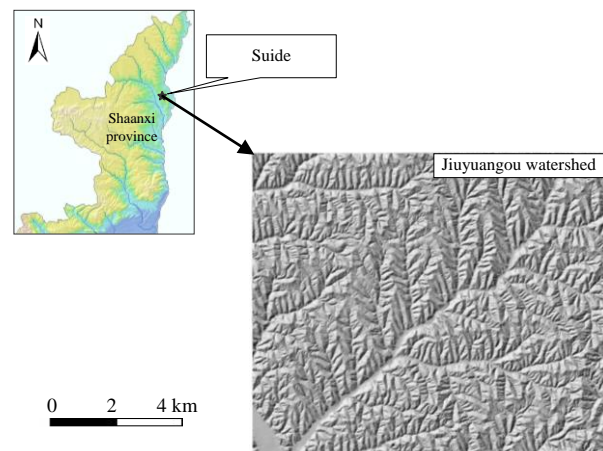 N
Suide
Shaanxi
province
Jiuyuangou watershed
0 2 4 km